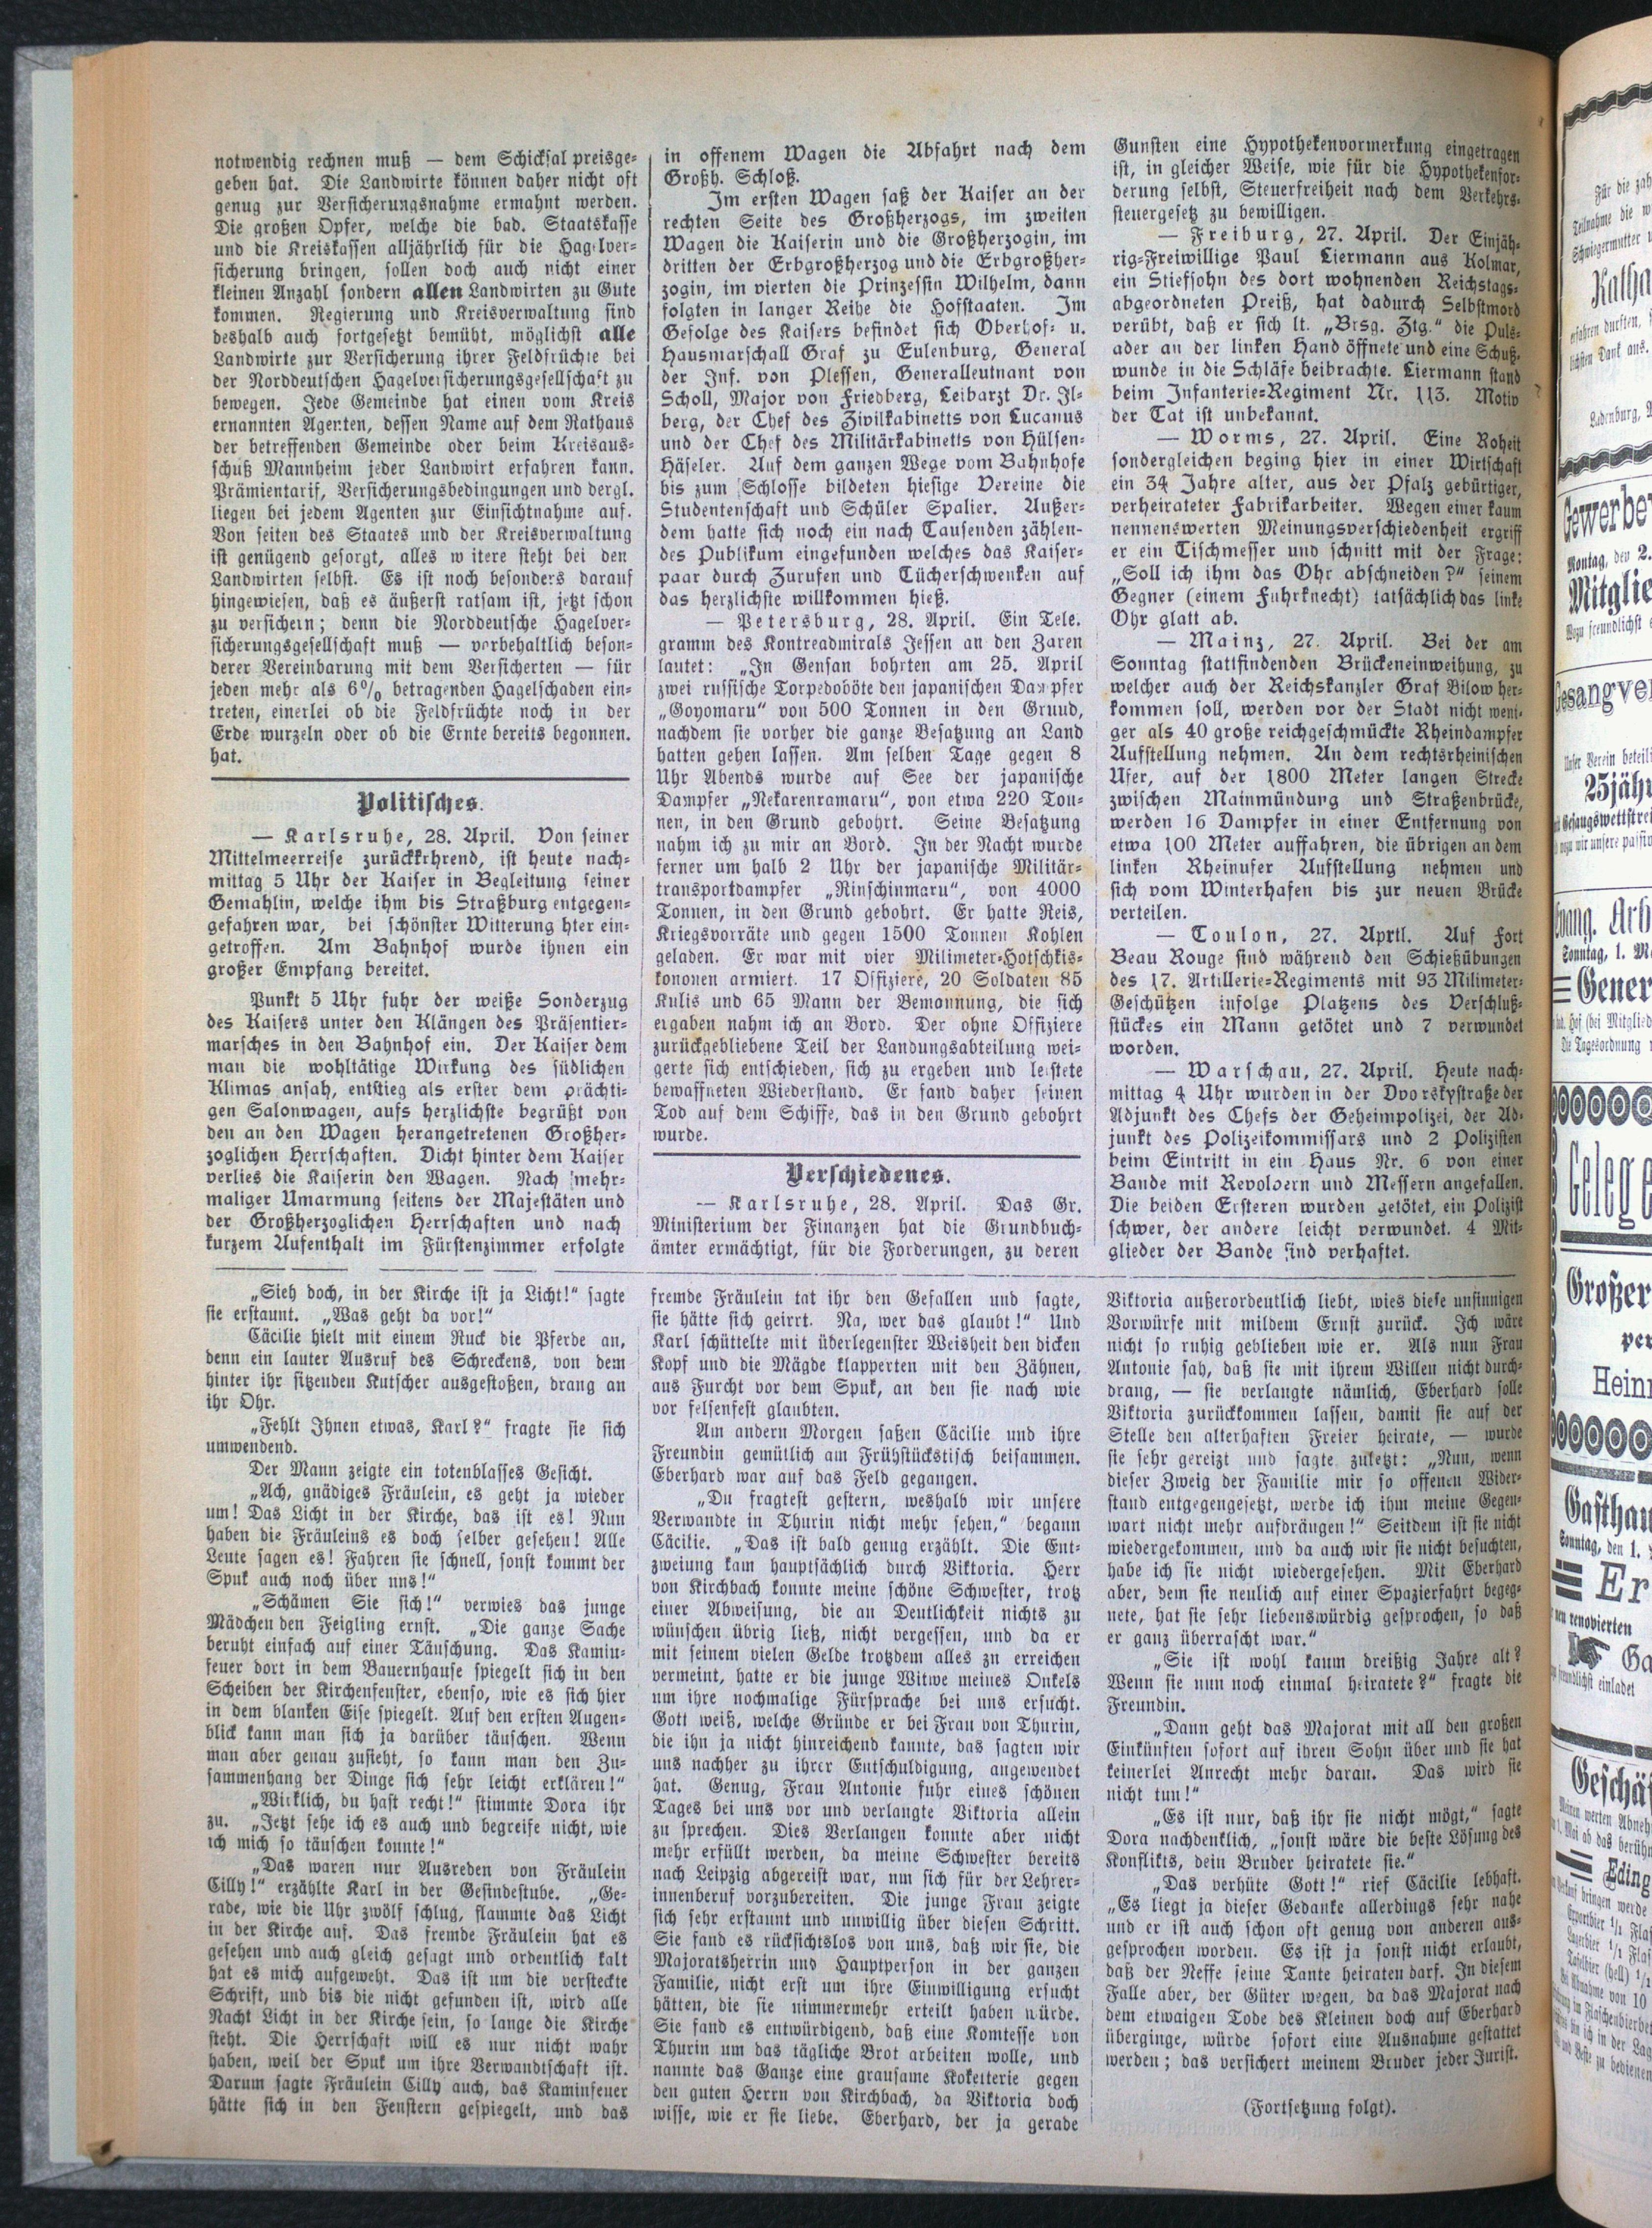 notwendig rechnen muß — dem Schicksal preisge-
geben hat. Die Landwirte können daher nicht oft
genug zur Versicherungsnahme ermahnt werden.
Die großen Opfer, welche die bad. Staatskasse
und die Kreiskassen alljährlich für die Hagelver-
sicherung bringen, sollen doch auch nicht einer
kleinen Anzahl sondern allen Landwirten zu Gute
kommen. Regierung und Kreisverwaltung sind
deshalb auch fortgesetzt bemüht, möglichst alle
Landwirte zur Versicherung ihrer Feldfrüchte bei
der Norddeutschen Hagelversicherungsgesellschaft zu
bewegen. Jede Gemeinde hat einen vom Kreis
ernannten Agenten, dessen Name auf dem Rathaus
der betreffenden Gemeinde oder beim Kreisaus-
schuß Mannheim jeder Landwirt erfahren kann.
Prämientarif, Versicherungsbedingungen und dergl.
liegen bei jedem Agenten zur Einsichtnahme auf.
Von seiten des Staates und der Kreisverwaltung
ist genügend gesorgt, alles w itere steht bei den
Landwirten selbst. Es ist noch besonders darauf
hingewiesen, daß es äußerst ratsam ist, jetzt schon
zu versichern; denn die Norddeutsche Hagelver-
sicherungsgesellschaft muß — vorbehaltlich beson-
derer Vereinbarung mit dem Versicherten — für
jeden mehr als 6% betragenden Hagelschaden ein-
treten, einerlei ob die Feldfrüchte noch in der
Erde wurzeln oder ob die Ernte bereits begonnen.
hat.
Politisches.
— Karlsruhe, 28. April. Von seiner
Mittelmeerreise zurückkehrend, ist heute nach-
mittag 5 Uhr der Kaiser in Begleitung seiner
Gemahlin, welche ihm bis Straßburg entgegen-
gefahren war, bei schönster Witterung hter ein-
getroffen. Am Bahnhof wurde ihnen ein
großer Empfang bereitet.
Punkt 5 Uhr fuhr der weiße Sonderzug
des Kaisers unter den Klängen des Präsentier-
marsches in den Bahnhof ein. Der Kaiser dem
man die wohltätige Wirkung des südlichen
Klimas ansah, entstieg als erster dem prächti-
gen Salonwagen, aufs herzlichste begrüßt von
den an den Wagen herangetretenen Großher-
zoglichen Herrschaften. Dicht hinter dem Kaiser
verlies die Kaiserin den Wagen. Nach mehr-
maliger Umarmung seitens der Majestäten und
der Großherzoglichen Herrschaften und nach
kurzem Aufenthalt im Fürstenzimmer erfolgte
in offenem Wagen die Abfahrt nach dem
Großh. Schloß.
Im ersten Wagen saß der Kaiser an der
rechten Seite des Großherzogs, im zweiten
Wagen die Kaiserin und die Großherzogin, im
dritten der Erbgroßherzog und die Erbgroßher-
zogin, im vierten die Prinzessin Wilhelm, dann
folgten in langer Reihe die Hofstaaten. Im
Gefolge des Kaisers befindet sich Oberhof- u.
Hausmarschall Graf zu Eulenburg, General
der Inf. von Plessen, Generalleutnant von
Scholl, Major von Friedberg, Leibarzt Dr. Il-
berg, der Chef des Zivilkabinetts von Lucanus
und der Chef des Militärkabinetts von Hülsen-
Häseler. Auf dem ganzen Wege vom Bahnhofe
bis zum Schlosse bildeten hiesige Vereine die
Studentenschaft und Schüler Spalier. Außer-
dem hatte sich noch ein nach Tausenden zählen-
des Publikum eingefunden welches das Kaiser-
paar durch Zurufen und Tücherschwenken auf
das herzlichste willkommen hieß.
— Petersburg, 28. April. Ein Tele.
gramm des Kontreadmirals Jessen an den Zaren
lautet: „In Gensan bohrten am 25. April
zwei russische Torpedoböte den japanischen Dampfer
„Goyomaru“ von 500 Tonnen in den Grund,
nachdem sie vorher die ganze Besatzung an Land
hatten gehen lassen. Am selben Tage gegen 8
Uhr Abends wurde auf See der japanische
Dampfer „Nekarenramaru“, von etwa 220 Ton-
nen, in den Grund gebohrt. Seine Besatzung
nahm ich zu mir an Bord. In der Nacht wurde
ferner um halb 2 Uhr der japanische Militär-
transportdampfer „Kinschinmaru“, von 4000
Tonnen, in den Grund gebohrt. Er hatte Reis,
Kriegsvorräte und gegen 1500 Tonnen Kohlen
geladen. Er war mit vier Milimeter-Hotschkis-
kononen armiert. 17 Offiziere, 20 Soldaten 85
Kulis und 65 Mann der Bemannung, die sich
ergaben nahm ich an Bord. Der ohne Offiziere
zurückgebliebene Teil der Landungsabteilung wei-
gerte sich entschieden, sich zu ergeben und leistete
bewaffneten Wiederstand. Er fand daher seinen
Tod auf dem Schiffe, das in den Grund gebohrt
wurde.
Verschiedenes.
— Karlsruhe, 28. April. Das Gr.
Ministerium der Finanzen hat die Grundbuch-
ämter ermächtigt, für die Forderungen, zu deren
Gunsten eine Hypothekenvormerkung eingetragen
ist, in gleicher Weise, wie für die Hypothekenfor-
derung selbst, Steuerfreiheit nach dem Verkehrs-
steuergesetz zu bewilligen.
— Freiburg, 27. April. Der Einjäh-
rig-Freiwillige Paul Liermann aus Kolmar,
ein Stiefsohn des dort wohnenden Reichstags-
abgeordneten Preiß, hat dadurch Selbstmord
verübt, daß er sich lt. „Brsg. Ztg.“ die Puls-
ader an der linken Hand öffnete und eine Schuß-
wunde in die Schläfe beibrachte. Liermann stand
beim Infanterie-Regiment Nr. 113. Motiv
der Tat ist unbekannt.
— Worms, 27. April. Eine Roheit
sondergleichen beging hier in einer Wirtschaft
ein 34 Jahre alter, aus der Pfalz gebürtiger,
verheirateter Fabrikarbeiter. Wegen einer kaum
nennenswerten Meinungsverschiedenheit ergriff
er ein Tischmesser und schnitt mit der Frage:
„Soll ich ihm das Ohr abschneiden?“ seinem
Gegner (einem Fuhrknecht) tatsächlich das linke
Ohr glatt ab.
— Mainz, 27. April. Bei der am
Sonntag stattfindenden Brückeneinweihung, zu
welcher auch der Reichskanzler Graf Bilow her-
kommen soll, werden vor der Stadt nicht weni-
ger als 40 große reichgeschmückte Rheindampfer
Aufstellung nehmen. An dem rechtsrheinischen
Ufer, auf der 1800 Meter langen Strecke
zwischen Mainmündung und Straßenbrücke,
werden 16 Dampfer in einer Entfernung von
etwa 100 Meter auffahren, die übrigen an dem
linken Rheinufer Aufstellung nehmen und
sich vom Winterhafen bis zur neuen Brücke
verteilen.
— Toulon, 27. Aprtl. Auf Fort
Beau Rouge sind während den Schießübungen
des 17. Artillerie-Regiments mit 93 Milimeter-
Geschützen infolge Platzens des Verschluß-
stückes ein Mann getötet und 7 verwundet
worden.
— Warschau, 27. April. Heute nach-
mittag 4 Uhr wurden in der Dvorskystraße der
Adjunkt des Chefs der Geheimpolizei, der Ad-
junkt des Polizeikommissars und 2 Polizisten
beim Eintritt in ein Haus Nr. 6 von einer
Bande mit Revolvern und Messern angefallen.
Die beiden Ersteren wurden getötet, ein Polizist
schwer, der andere leicht verwundet. 4 Mit-
glieder der Bande sind verhaftet.
„Sieh doch, in der Kirche ist ja Licht!“ sagte
sie erstaunt. „Was geht da vor!“
Cäcilie hielt mit einem Ruck die Pferde an,
denn ein lauter Ausruf des Schreckens, von dem
hinter ihr sitzenden Kutscher ausgestoßen, drang an
ihr Ohr.
„Fehlt Ihnen etwas, Karl?“ fragte sie sich
umwendend.
Der Mann zeigte ein totenblasses Gesicht.
„Ach, gnädiges Fräulein, es geht ja wieder
um! Das Licht in der Kirche, das ist es! Nun
haben die Fräuleins es doch selber gesehen! Alle
Leute sagen es! Fahren sie schnell, sonst kommt der
Spuk auch noch über uns!“
„Schämen Sie sich!“ verwies das junge
Mädchen den Feigling ernst. „Die ganze Sache
beruht einfach auf einer Täuschung. Das Kamin-
feuer dort in dem Bauernhause spiegelt sich in den
Scheiben der Kirchenfenster, ebenso, wie es sich hier
in dem blanken Eise spiegelt. Auf den ersten Augen-
blick kann man sich ja darüber täuschen. Wenn
man aber genau zusieht, so kann man den Zu-
sammenhang der Dinge sich sehr leicht erklären!“
„Wirklich, du hast recht!“ stimmte Dora ihr
zu. „Jetzt sehe ich es auch und begreife nicht, wie
ich mich so täuschen konnte!“
„Das waren nur Ausreden von Fräulein
Cilly!“ erzählte Karl in der Gesindestube. „Ge-
rade, wie die Uhr zwölf schlug, flammte das Licht
in der Kirche auf. Das fremde Fräulein hat es
gesehen und auch gleich gesagt und ordentlich kalt
hat es mich aufgeweht. Das ist um die versteckte
Schrift, und bis die nicht gefunden ist, wird alle
Nacht Licht in der Kirche sein, so lange die Kirche
steht. Die Herrschaft will es nur nicht wahr
haben, weil der Spuk um ihre Verwandtschaft ist.
Darum sagte Fräulein Cilly auch, das Kaminfeuer
hätte sich in den Fenstern gespiegelt, und das
fremde Fräulein tat ihr den Gefallen und sagte,
sie hätte sich geirrt. Na, wer das glaubt!“ Und
Karl schüttelte mit überlegenster Weisheit den dicken
Kopf und die Mägde klapperten mit den Zähnen,
aus Furcht vor dem Spuk, an den sie nach wie
vor felsenfest glaubten.
Am andern Morgen saßen Cäcilie und ihre
Freundin gemütlich am Frühstückstisch beisammen.
Eberhard war auf das Feld gegangen.
„Du fragtest gestern, weshalb wir unsere
Verwandte in Thurin nicht mehr sehen,“ begann
Cäcilie. „Das ist bald genug erzählt. Die Ent-
zweiung kam hauptsächlich durch Viktoria. Herr
von Kirchbach konnte meine schöne Schwester, trotz
einer Abweisung, die an Deutlichkeit nichts zu
wünschen übrig ließ, nicht vergessen, und da er
mit seinem vielen Gelde trotzdem alles zu erreichen
vermeint, hatte er die junge Witwe meines Onkels
um ihre nochmalige Fürsprache bei uns ersucht.
Gott weiß, welche Gründe er bei Frau von Thurin,
die ihn ja nicht hinreichend kannte, das sagten wir
uns nachher zu ihrer Entschuldigung, angewendet
hat. Genug, Frau Antonie fuhr eines schönen
Tages bei uns vor und verlangte Viktoria allein
zu sprechen. Dies Verlangen konnte aber nicht
mehr erfüllt werden, da meine Schwester bereits
nach Leipzig abgereist war, um sich für der Lehrer-
innenberuf vorzubereiten. Die junge Frau zeigte
sich sehr erstaunt und unwillig über diesen Schritt.
Sie fand es rücksichtslos von uns, daß wir sie, die
Majoratsherrin und Hauptperson in der ganzen
Familie, nicht erst um ihre Einwilligung ersucht
hätten, die sie nimmermehr erteilt haben würde.
Sie fand es entwürdigend, daß eine Komtesse von
Thurin um das tägliche Brot arbeiten wolle, und
nannte das Ganze eine grausame Koketterie gegen
den guten Herrn von Kirchbach, da Viktoria doch
wisse, wie er sie liebe. Eberhard, der ja gerade
Viktoria außerordentlich liebt, wies diese unsinnigen
Vorwürfe mit mildem Ernst zurück. Ich wäre
nicht so ruhig geblieben wie er. Als nun Frau
Antonie sah, daß sie mit ihrem Willen nicht durch-
drang, — sie verlangte nämlich, Eberhard solle
Viktoria zurückkommen lassen, damit sie auf der
Stelle den alterhaften Freier heirate, — wurde
sie sehr gereizt und sagte zuletzt: „Nun, wenn
dieser Zweig der Familie mir so offenen Wider-
stand entgegengesetzt, werde ich ihm meine Gegen-
wart nicht mehr aufdrängen!“ Seitdem ist sie nicht
wiedergekommen, und da auch wir sie nicht besuchten,
habe ich sie nicht wiedergesehen. Mit Eberhard
aber, dem sie neulich auf einer Spazierfahrt begeg-
nete, hat sie sehr liebenswürdig gesprochen, so daß
er ganz überrascht war.“
„Sie ist wohl kaum dreißig Jahre alt?
Wenn sie nun noch einmal heiratete?“ fragte die
Freundin.
„Dann geht das Majorat mit all den großen
Einkünften sofort auf ihren Sohn über und sie hat
keinerlei Anrecht mehr daran. Das wird sie
nicht tun!“
„Es ist nur, daß ihr sie nicht mögt,“ sagte
Dora nachdenklich, „sonst wäre die beste Lösung des
Konflikts, dein Bruder heiratete sie.“
„Das verhüte Gott!“ rief Cäcilie lebhaft.
„Es liegt ja dieser Gedanke allerdings sehr nahe
und er ist auch schon oft genug von anderen aus-
gesprochen worden. Es ist ja sonst nicht erlaubt,
daß der Neffe seine Tante heiraten darf. In diesem
Falle aber, der Güter wegen, da das Majorat nach
dem etwaigen Tode des Kleinen doch auf Eberhard
überginge, würde sofort eine Ausnahme gestattet
werden; das versichert meinem Bruder jeder Jurist.
(Fortsetzung folgt).
Für die
Teilnahme die
Schwiegermutter
erfahren durften,
lichsten Dank aus.
Ladenburg,
Montag, den 2.
Unser Verein
Sonntag, 1.
Die Tagesordnung
Großer
Sonntag, den 1.
neu renovierten